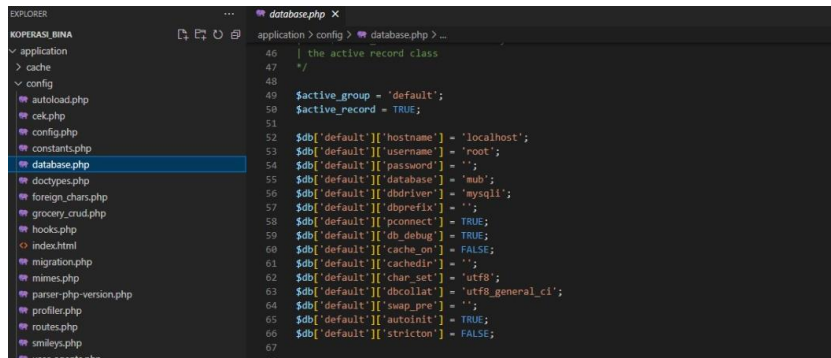 EXPLORER
...
database.php ×
KOPERASI_BINA
application > config > database.php > ...
application
> cache
config
autoload.php
cek.php
config.php
constants.php
database.php
doctypes.php
foreign_chars.php
grocery_crud.php
hooks.php
index.html
migration.php
mimes.php
parser-php-version.php
profiler.php
routes.php
smileys.php
46 | the active record class
47 */
48
49 $active_group = 'default';
50 $active_record = TRUE;
51
52 $db['default']['hostname'] = 'localhost';
53 $db['default']['username'] = 'root';
54 $db['default']['password'] = '';
55 $db['default']['database'] = 'mub';
56 $db['default']['dbdriver'] = 'mysqli';
57 $db['default']['dbprefix'] = '';
58 $db['default']['pconnect'] = TRUE;
59 $db['default']['db_debug'] = TRUE;
60 $db['default']['cache_on'] = FALSE;
61 $db['default']['cachedir'] = '';
62 $db['default']['char_set'] = 'utf8';
63 $db['default']['dbcollat'] = 'utf8_general_ci';
64 $db['default']['swap_pre'] = '';
65 $db['default']['autoinit'] = TRUE;
66 $db['default']['stricton'] = FALSE;
67